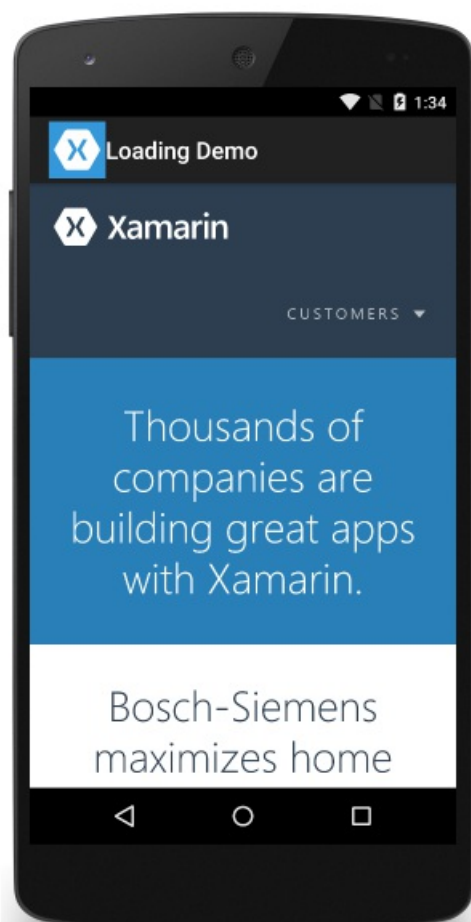 1:34
Loading Demo
Xamarin
CUSTOMERS
Thousands of
companies are
building great apps
with Xamarin.
Bosch-Siemens
maximizes home